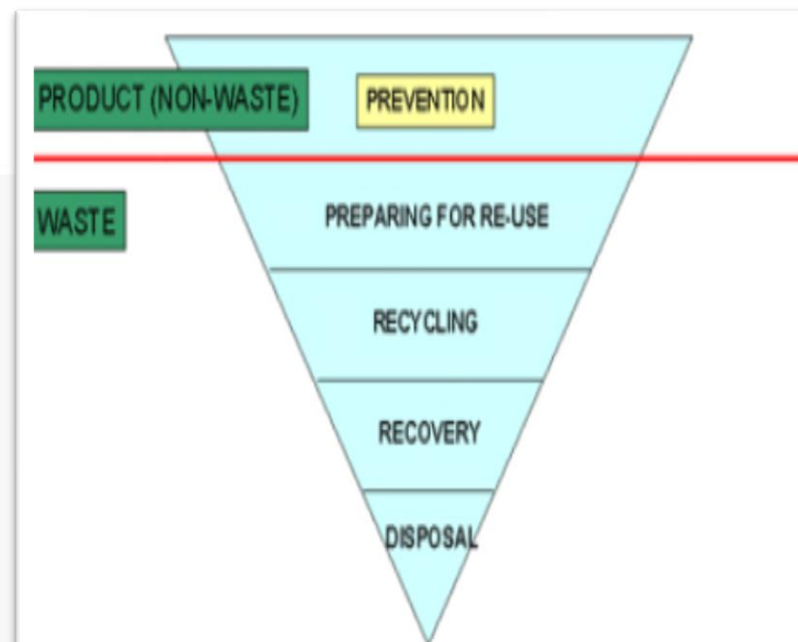 PRODUCT (NON-WASTE) PREVENTION
WASTE
PREPARING FOR RE-USE
RECYCLING
RECOVERY
DISPOSAL